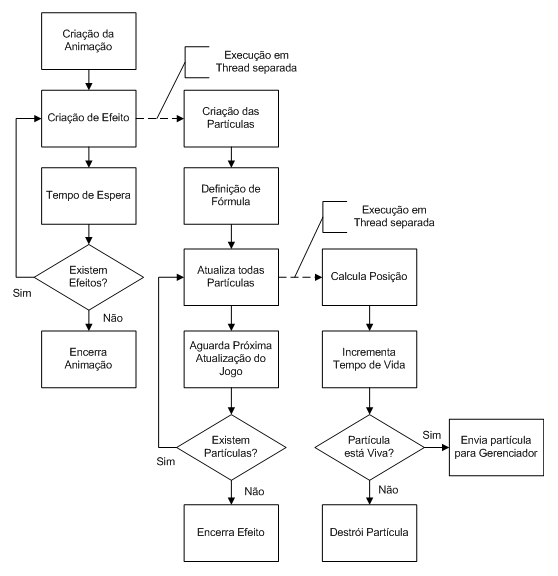 Criação da
Animação
Execução em
Thread separada
Criação de Efeito
Criação das
Partículas
Tempo de Espera
Definição de
Fórmula
Execução em
Thread separada
Existem
Efeitos?
Sim
Não
Atualiza todas
Partículas
Calcula Posição
Encerra
Animação
Aguarda Próxima
Atualização do
Jogo
Incrementa
Tempo de Vida
Existem
Partículas?
Sim
Não
Partícula
está Viva?
Sim
Não
Envia partícula
para Gerenciador
Encerra Efeito
Destrói Partícula